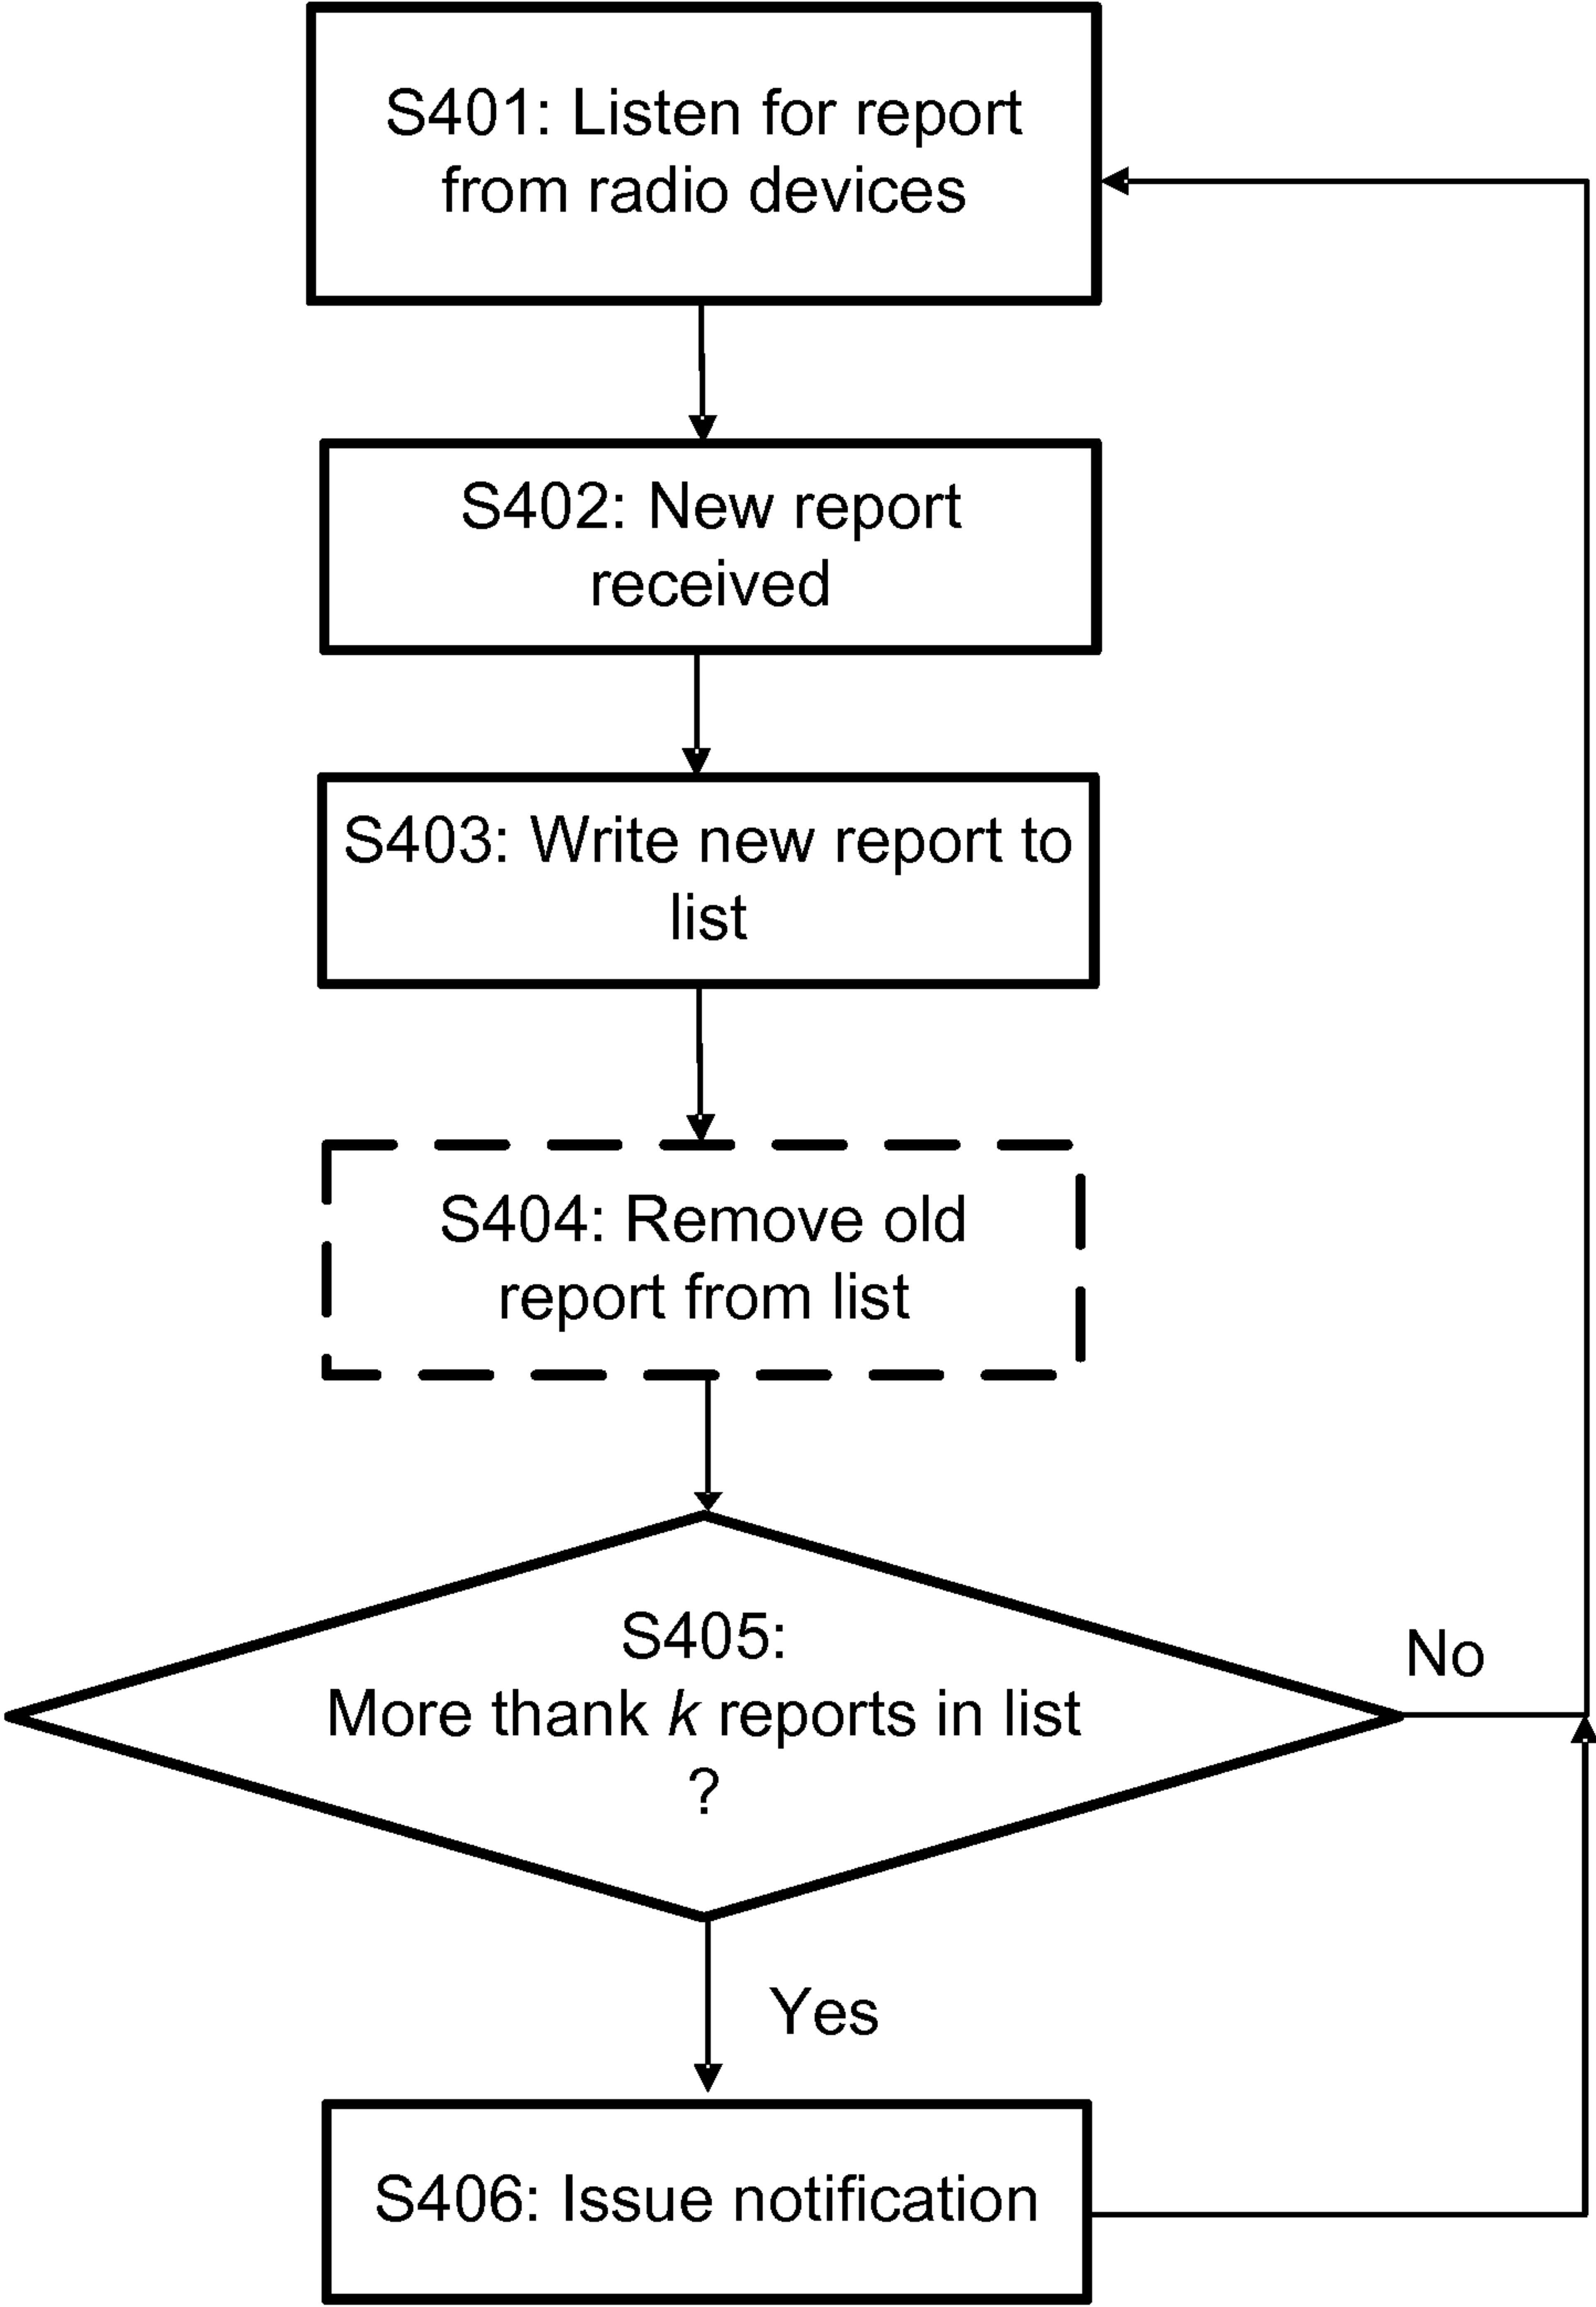 S401: Listen for report
from radio devices
S402: New report
received
S403: Write new report to
list
S404: Remove old
report from list
S405:
More thank k reports in list
?
No
Yes
S406: Issue notification